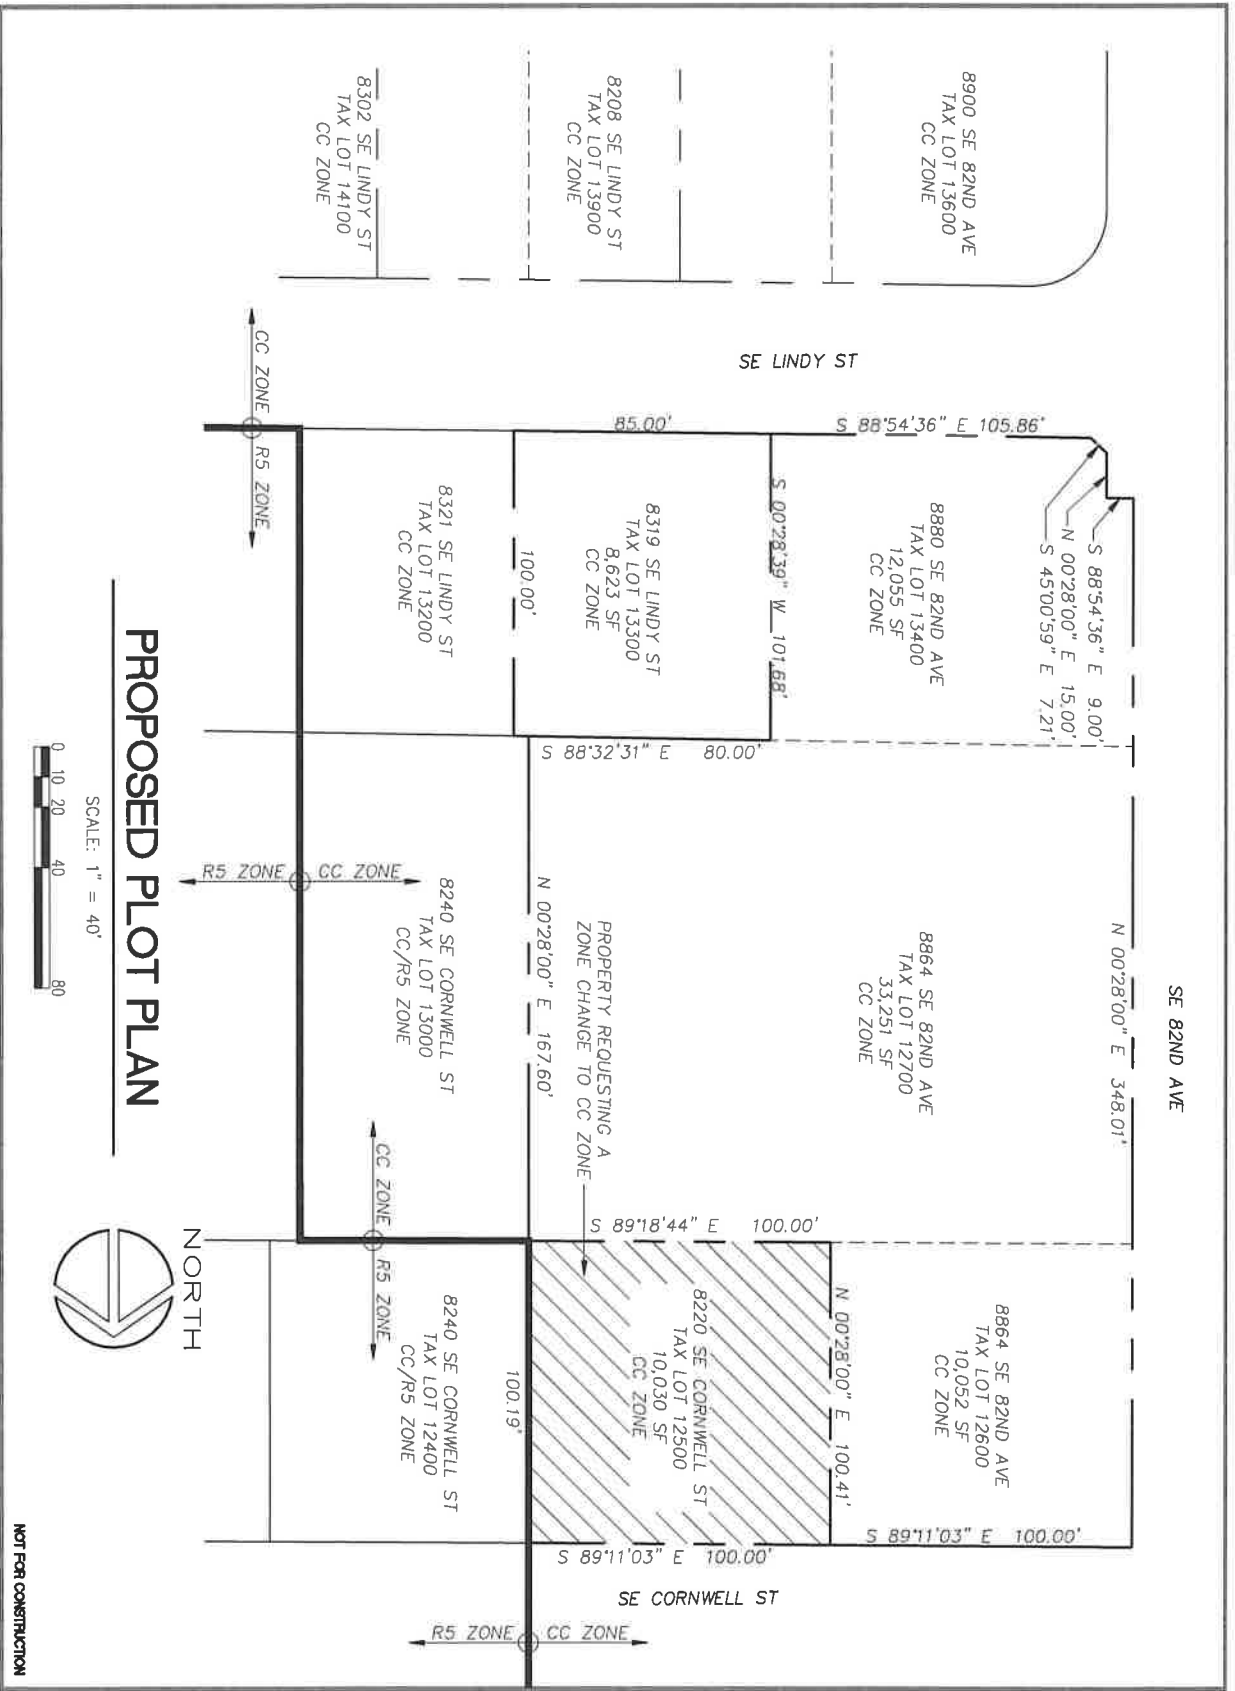 8900 SE 82ND AVE
TAX LOT 13600
CC ZONE
8208 SE LINDY ST
TAX LOT 13900
CC ZONE
8302 SE LINDY ST
TAX LOT 14100
CC ZONE
SE LINDY ST
CC ZONE
R5 ZONE
85.00'
S 88°54'36" E 105.86'
S 88°54'36" E 9.00'
N 00°28'00" E 15.00'
S 45°00'59" E 7.21'
8880 SE 82ND AVE
TAX LOT 13400
12,055 SF
CC ZONE
S 00°28'39" W 101.68'
8319 SE LINDY ST
TAX LOT 13300
8,623 SF
CC ZONE
100.00'
8321 SE LINDY ST
TAX LOT 13200
CC ZONE
S 88°32'31" E 80.00'
SE 82ND AVE
N 00°28'00" E 348.01'
8864 SE 82ND AVE
TAX LOT 12700
33,251 SF
CC ZONE
PROPERTY REQUESTING A
ZONE CHANGE TO CC ZONE
N 00°28'00" E 167.60'
8240 SE CORNWELL ST
TAX LOT 13000
CC/R5 ZONE
R5 ZONE
CC ZONE
CC ZONE
R5 ZONE
S 89°18'44" E 100.00'
8864 SE 82ND AVE
TAX LOT 12600
10,052 SF
CC ZONE
N 00°28'00" E 100.41'
8220 SE CORNWELL ST
TAX LOT 12500
10,030 SF
CC ZONE
100.19'
8240 SE CORNWELL ST
TAX LOT 12400
CC/R5 ZONE
S 89°11'03" E 100.00'
S 89°11'03" E 100.00'
SE CORNWELL ST
R5 ZONE
CC ZONE
PROPOSED PLOT PLAN
SCALE: 1" = 40'
0 10 20 40 80
NORTH
NOT FOR CONSTRUCTION